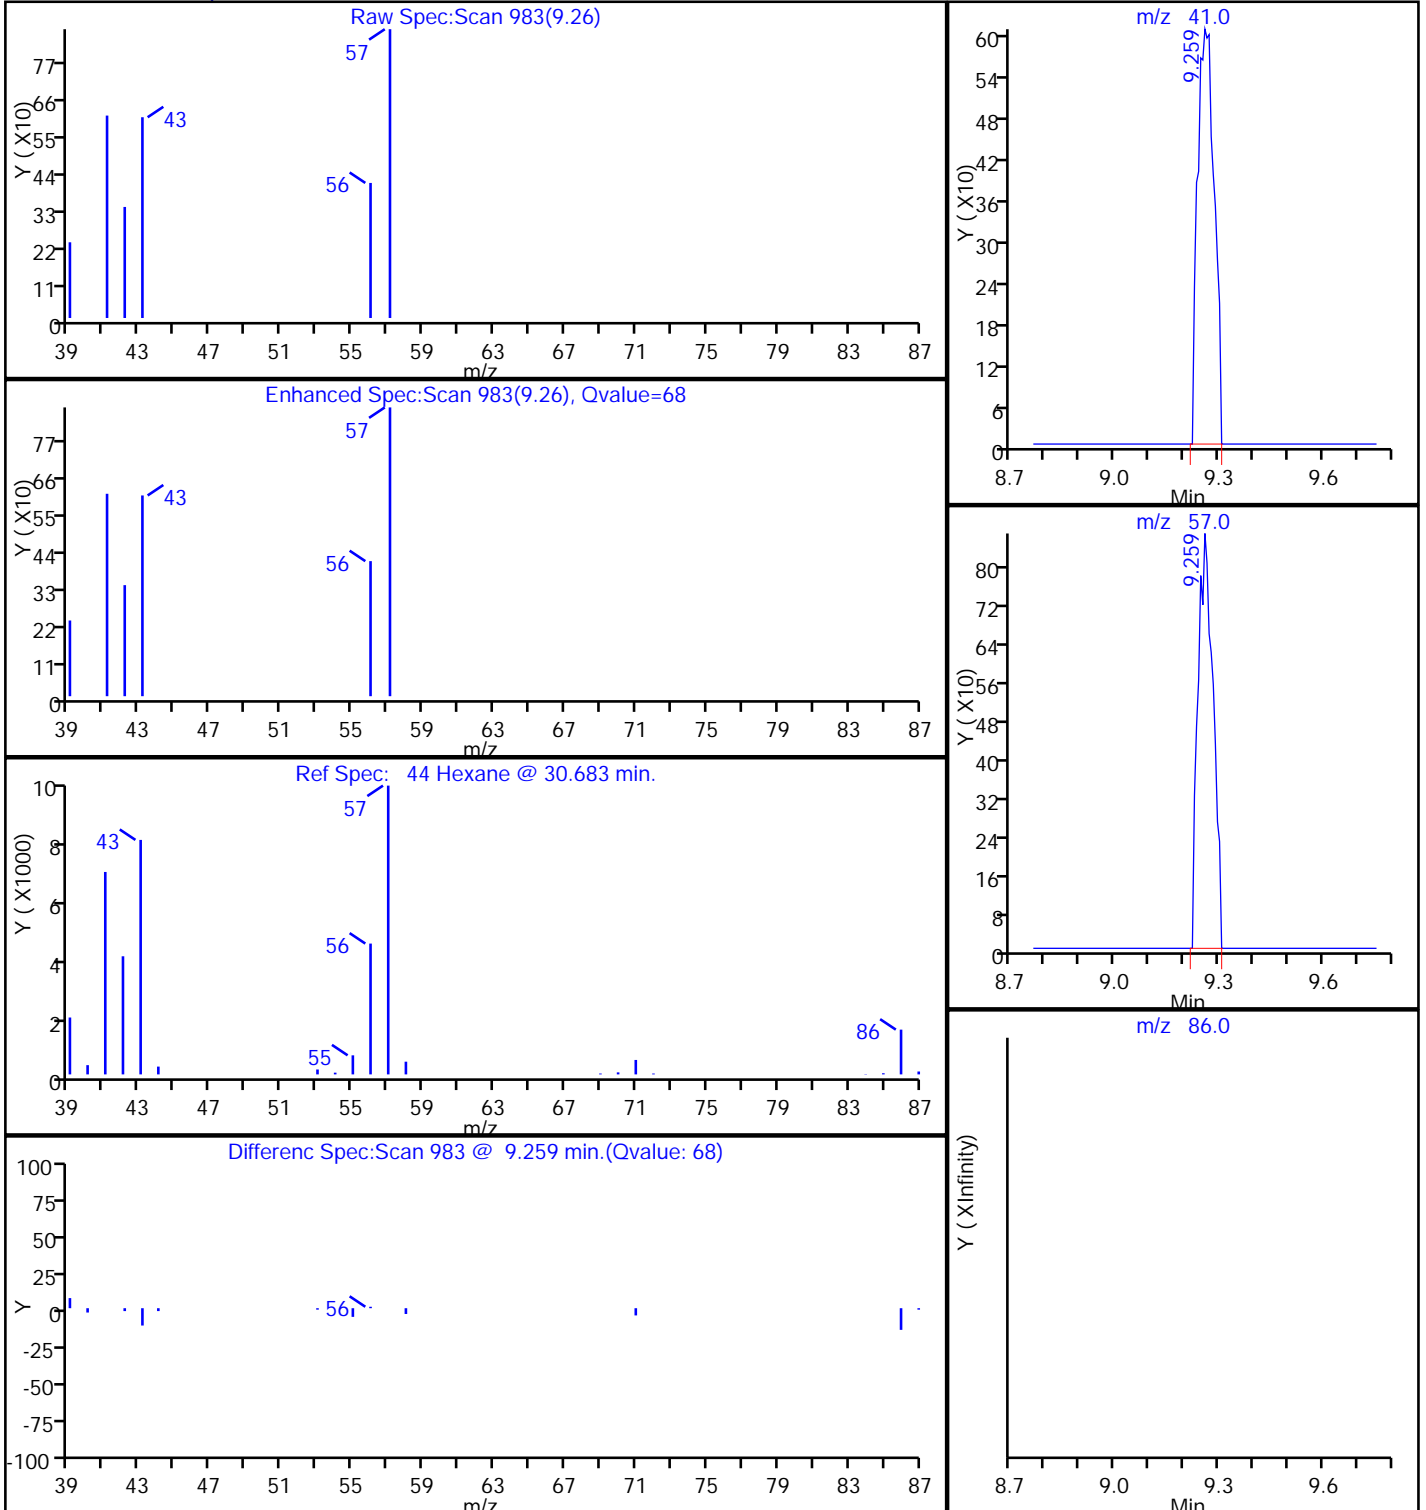 Raw Spec:Scan 983(9.26)
Y ( X10)
77
66
55
44
33
22
11
0
57
43
56
39 43 47 51 55 59 63 67 71 75 79 83 87
m/z
Enhanced Spec:Scan 983(9.26), Qvalue=68
Y ( X10)
77
66
55
44
33
22
11
0
57
43
56
39 43 47 51 55 59 63 67 71 75 79 83 87
m/z
Ref Spec: 44 Hexane @ 30.683 min.
Y ( X1000)
10
8
6
4
2
0
57
43
56
55
86
39 43 47 51 55 59 63 67 71 75 79 83 87
m/z
Differenc Spec:Scan 983 @ 9.259 min.(Qvalue: 68)
Y
100
75
50
25
0
-25
-50
-75
-100
56
39 43 47 51 55 59 63 67 71 75 79 83 87
m/z
m/z 41.0
Y ( X10)
60
54
48
42
36
30
24
18
12
6
0
9.259
8.7 9.0 9.3 9.6
Min
m/z 57.0
Y ( X10)
80
72
64
56
48
40
32
24
16
8
0
9.259
8.7 9.0 9.3 9.6
Min
m/z 86.0
Y ( XInfinity)
8.7 9.0 9.3 9.6
Min